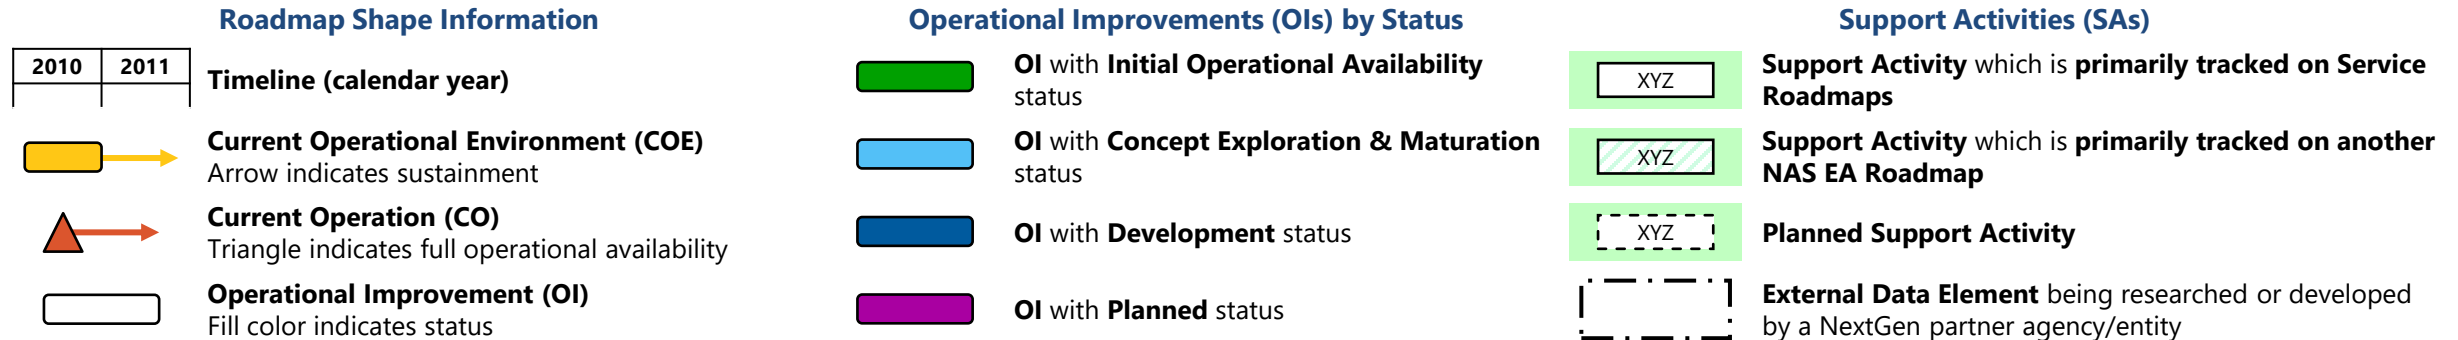 Roadmap Shape Information
2010 2011
Timeline (calendar year)
Current Operational Environment (COE)
Arrow indicates sustainment
Current Operation (CO)
Triangle indicates full operational availability
Operational Improvement (OI)
Fill color indicates status
Operational Improvements (OIs) by Status
OI with Initial Operational Availability
status
OI with Concept Exploration & Maturation
status
OI with Development status
OI with Planned status
Support Activities (SAs)
XYZ
Support Activity which is primarily tracked on Service
Roadmaps
XYZ
Support Activity which is primarily tracked on another
NAS EA Roadmap
XYZ
Planned Support Activity
External Data Element being researched or developed
by a NextGen partner agency/entity